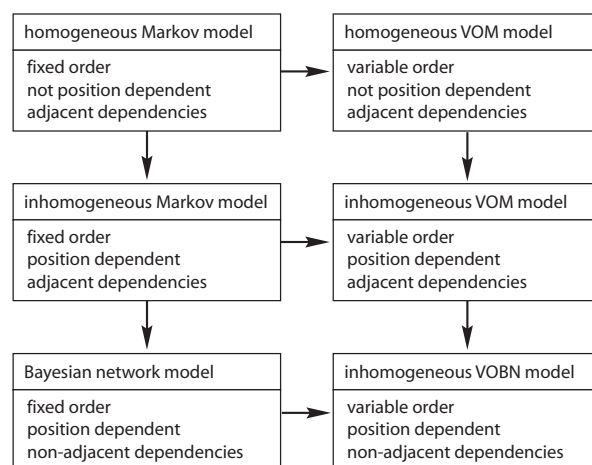 homogeneous Markov model
fixed order
not position dependent
adjacent dependencies
homogeneous VOM model
variable order
not position dependent
adjacent dependencies
inhomogeneous Markov model
fixed order
position dependent
adjacent dependencies
inhomogeneous VOM model
variable order
position dependent
adjacent dependencies
Bayesian network model
fixed order
position dependent
non-adjacent dependencies
inhomogeneous VOBN model
variable order
position dependent
non-adjacent dependencies